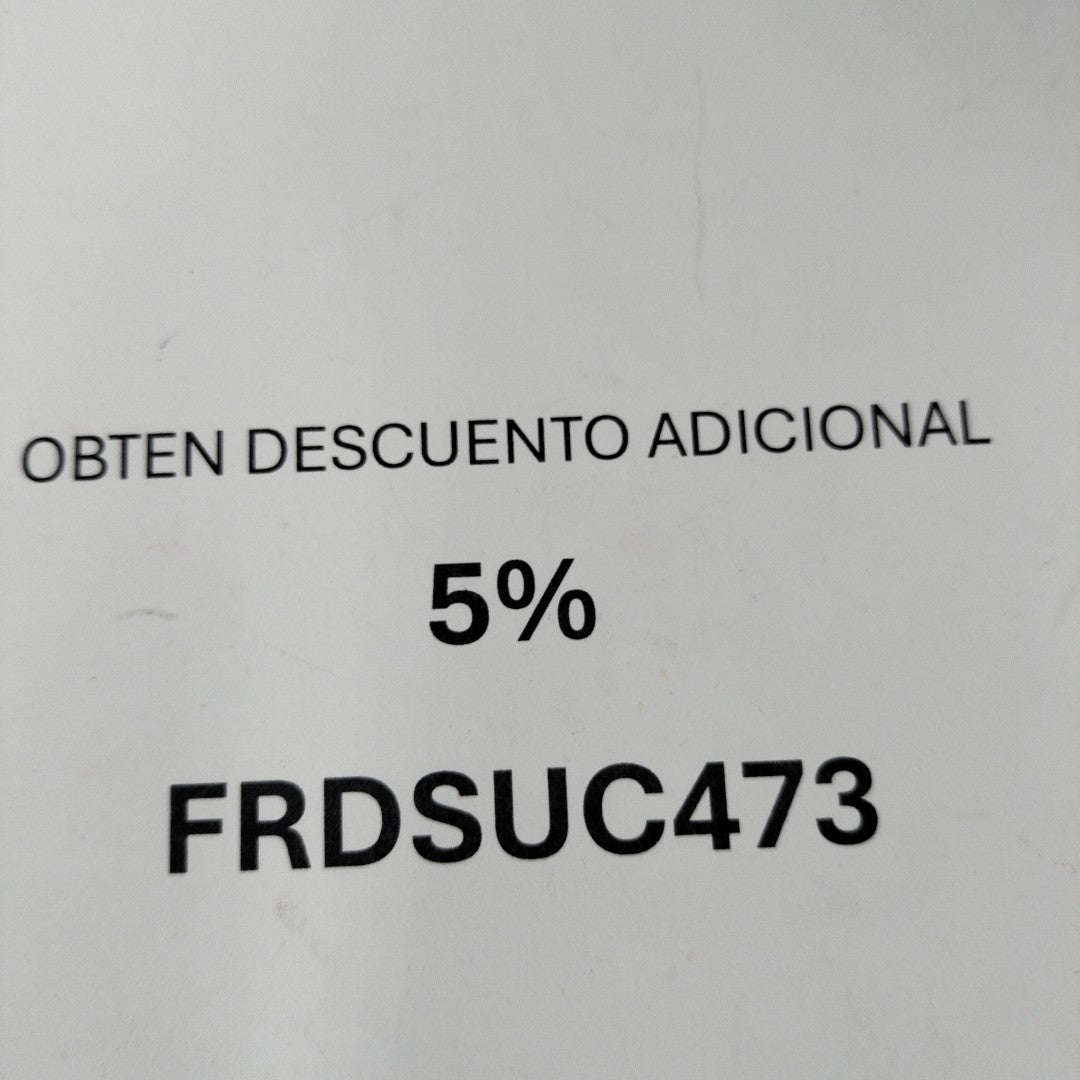 OBTEN DESCUENTO ADICIONAL
5%
FRDSUC473